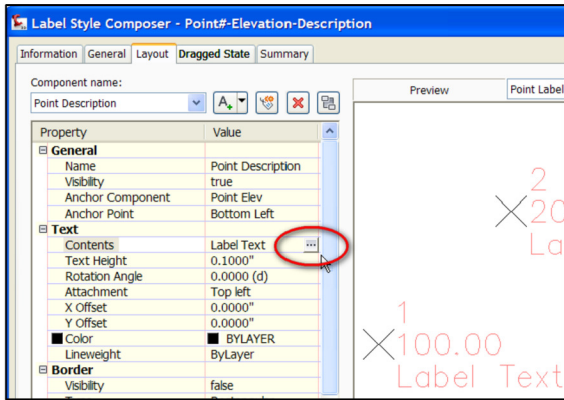 Label Style Composer - Point#-Elevation-Description
Information General Layout Dragged State Summary
Component name:
Point Description
A
Property Value
General
Name Point Description
Visibility true
Anchor Component Point Elev
Anchor Point Bottom Left
Text
Contents Label Text ...
Text Height 0.1000"
Rotation Angle 0.0000 (d)
Attachment Top left
X Offset 0.0000"
Y Offset 0.0000"
Color BYLAYER
Lineweight ByLayer
Border
Visibility false
Preview Point Label
2
20
La
1
100.00
Label Text